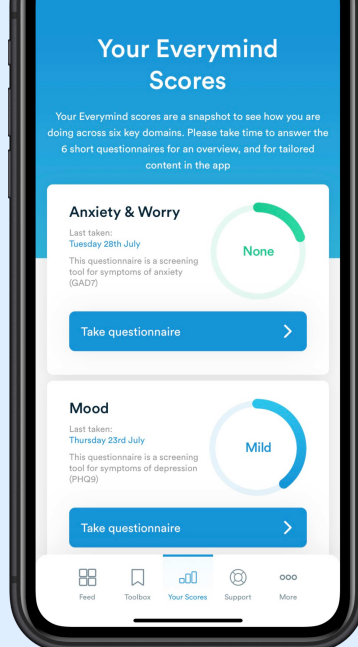 Your Everymind
Scores
Your Everymind scores are a snapshot to see how you are
doing across six key domains. Please take time to answer the
6 short questionnaires for an overview, and for tailored
content in the app
Anxiety & Worry
Last taken:
Tuesday 28th July
This questionnaire is a screening
tool for symptoms of anxiety
(GAD7)
None
Take questionnaire
Mood
Last taken:
Thursday 23rd July
This questionnaire is a screening
tool for symptoms of depression
(PHQ9)
Mild
Take questionnaire
Feed
Toolbox
Your Scores
Support
More